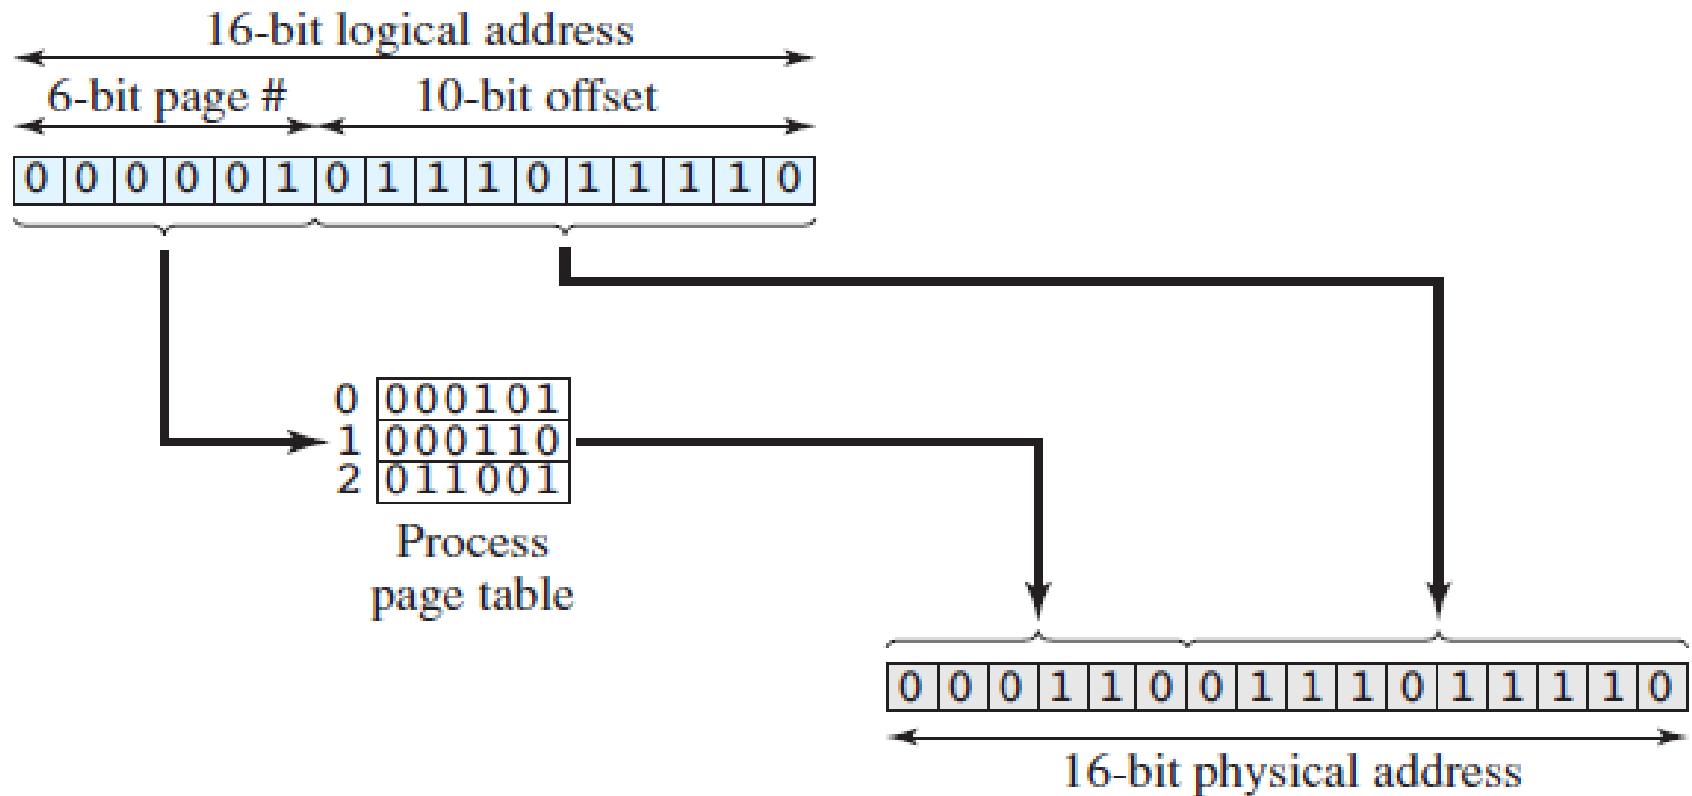 16-bit logical address
6-bit page # 10-bit offset
0 0 0 0 0 1 0 1 1 1 0 1 1 1 1 0
0 000101
1 000110
2 011001
Process
page table
0 0 0 1 1 0 0 1 1 1 0 1 1 1 1 0
16-bit physical address